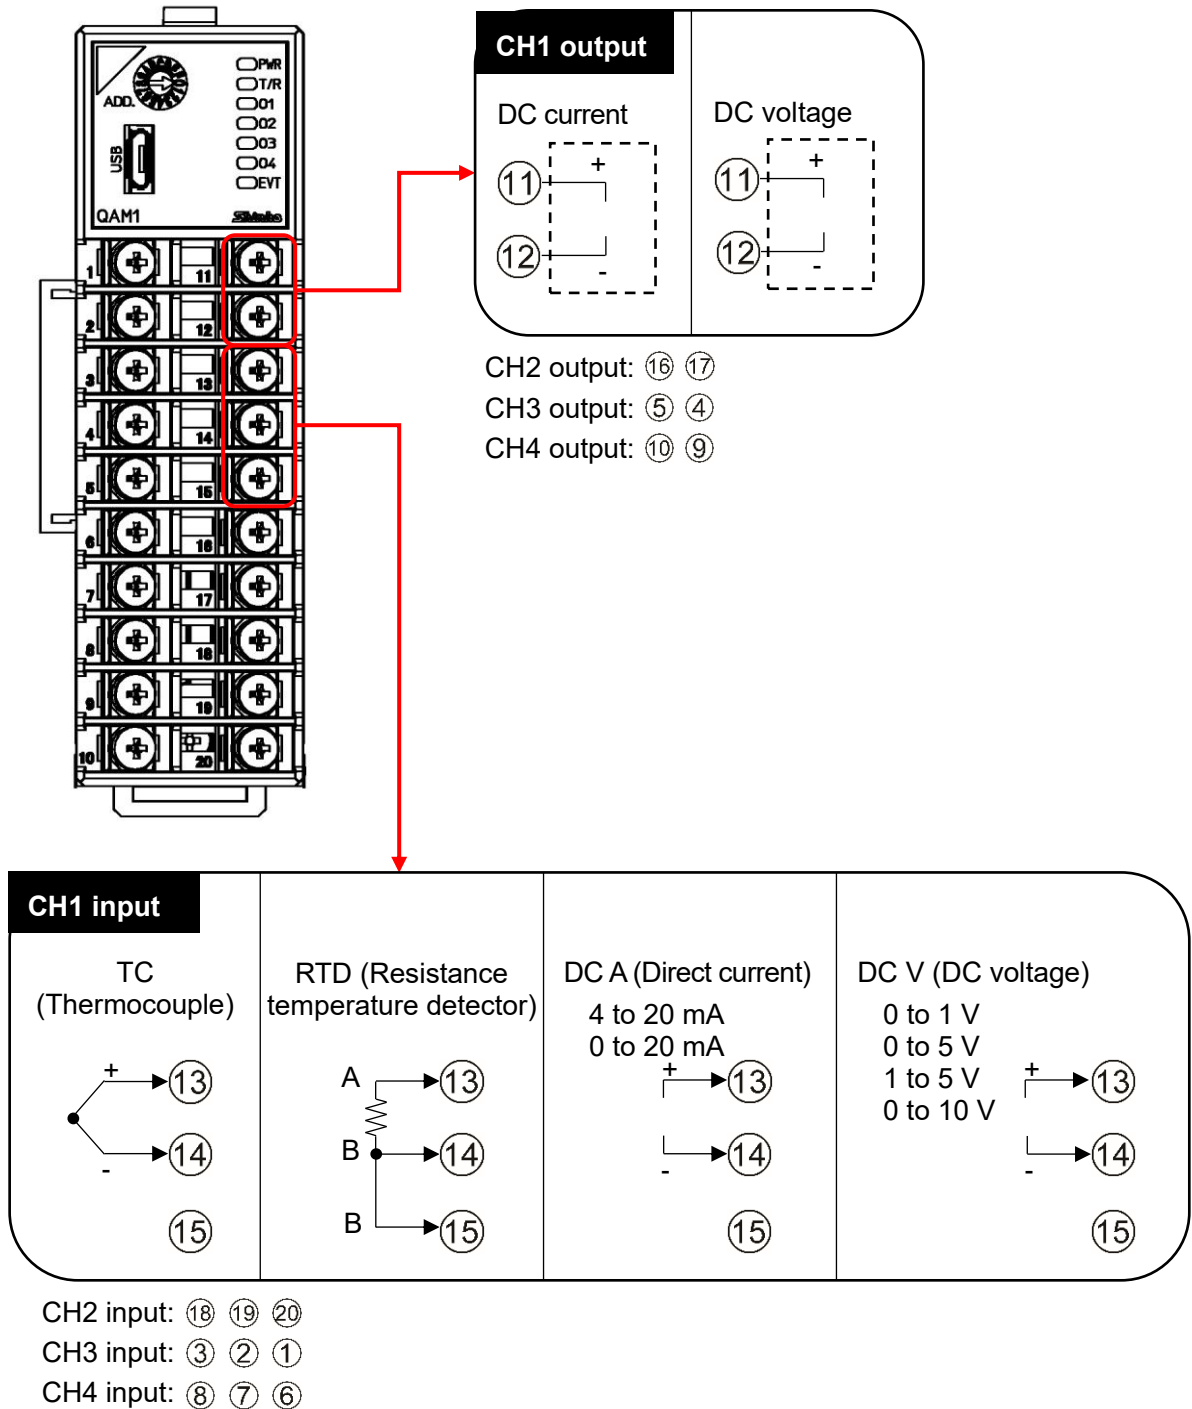 ADD.
USB
PWR
T/R
O1
O2
O3
O4
EVT
QAM1
Shinko
1
11
2
12
3
13
4
14
5
15
6
16
7
17
8
18
9
19
10
20
CH1 output
DC current
+
11
12
-
DC voltage
+
11
12
-
CH2 output: ⑯ ⑰
CH3 output: ⑤ ④
CH4 output: ⑩ ⑨
CH1 input
TC
(Thermocouple)
+
13
14
-
15
RTD (Resistance
temperature detector)
A
13
B
14
B
15
DC A (Direct current)
4 to 20 mA
0 to 20 mA
+
13
14
-
15
DC V (DC voltage)
0 to 1 V
0 to 5 V
1 to 5 V
0 to 10 V
+
13
14
-
15
CH2 input: ⑱ ⑲ ⑳
CH3 input: ③ ② ①
CH4 input: ⑧ ⑦ ⑥